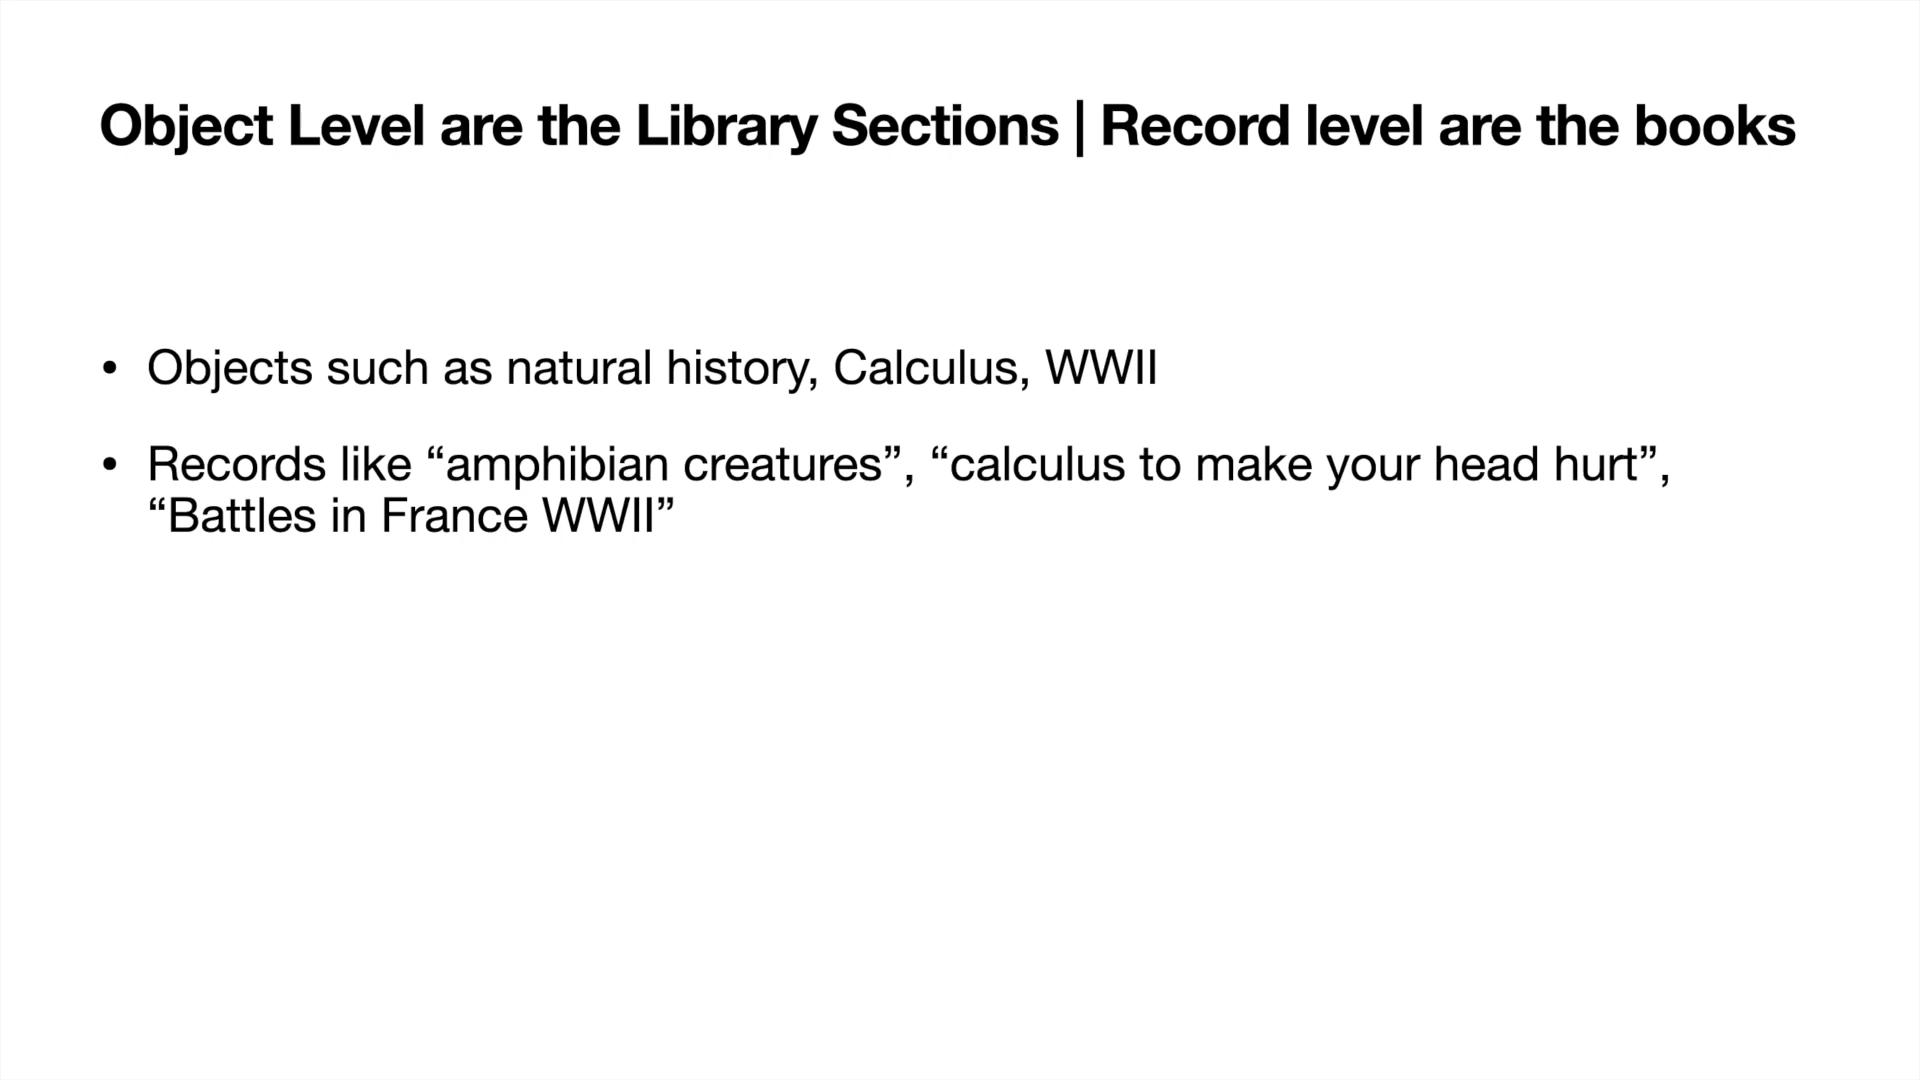 Object Level are the Library Sections | Record level are the books
• Objects such as natural history, Calculus, WWII
• Records like “amphibian creatures”, “calculus to make your head hurt”,
“Battles in France WWII”